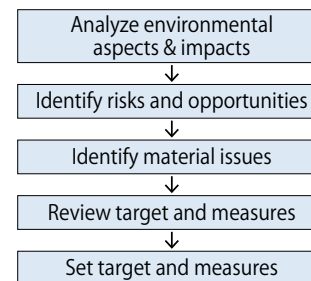 Analyze environmental
aspects & impacts
Identify risks and opportunities
Identify material issues
Review target and measures
Set target and measures